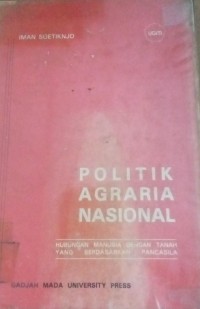 IMAN SOETIKNJO
POLITIK
AGRARIA
NASIONAL
HUBUNGAN MANUSIA DENGAN TANAH
YANG BERDASARKAN PANCASILA
GADJAH MADA UNIVERSITY PRESS